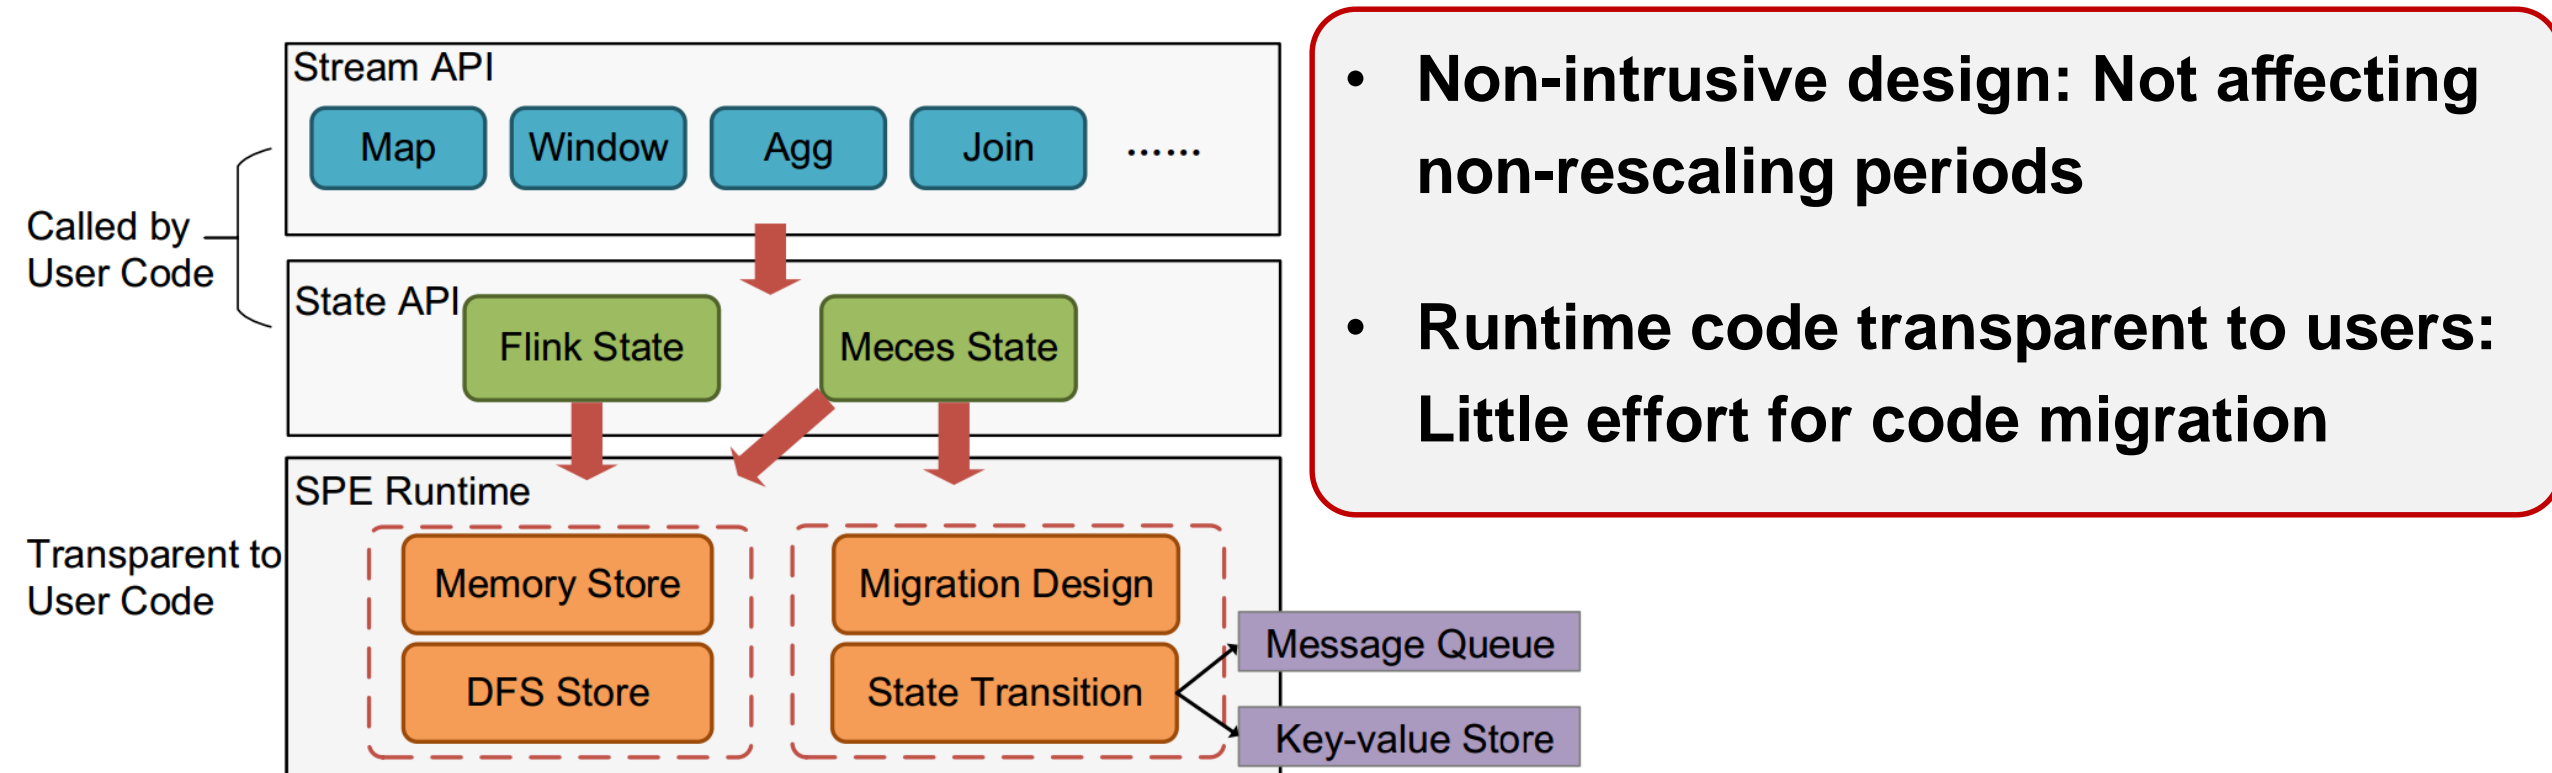 Stream API
Map
Window
Agg
Join
......
Called by
User Code
State API
Flink State
Meces State
SPE Runtime
Transparent to
User Code
Memory Store
DFS Store
Migration Design
State Transition
Message Queue
Key-value Store
• Non-intrusive design: Not affecting
non-rescaling periods
• Runtime code transparent to users:
Little effort for code migration